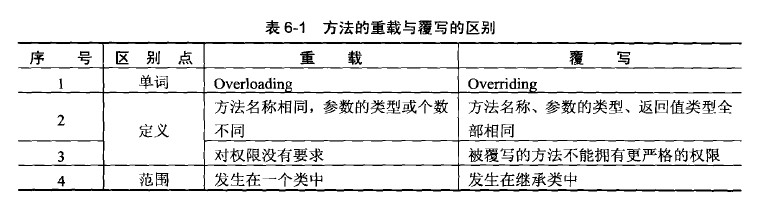 表 6-1 方法的重载与覆写的区别
序 号 区 别 点 重 载 覆 写
1 单词 Overloading Overriding
2 定义 方法名称相同，参数的类型或个数不同 方法名称、参数的类型、返回值类型全部相同
3 对权限没有要求 被覆写的方法不能拥有更严格的权限
4 范围 发生在一个类中 发生在继承类中